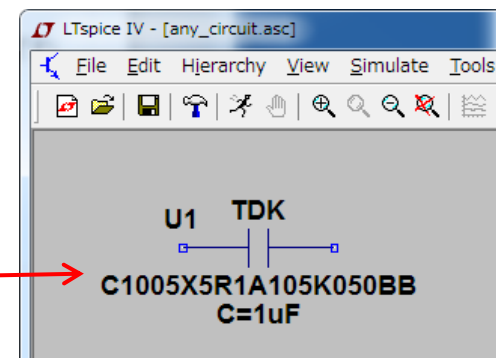 LTspice IV - [any_circuit.asc]
File Edit Hierarchy View Simulate Tools
U1 TDK
C1005X5R1A105K050BB
C=1uF